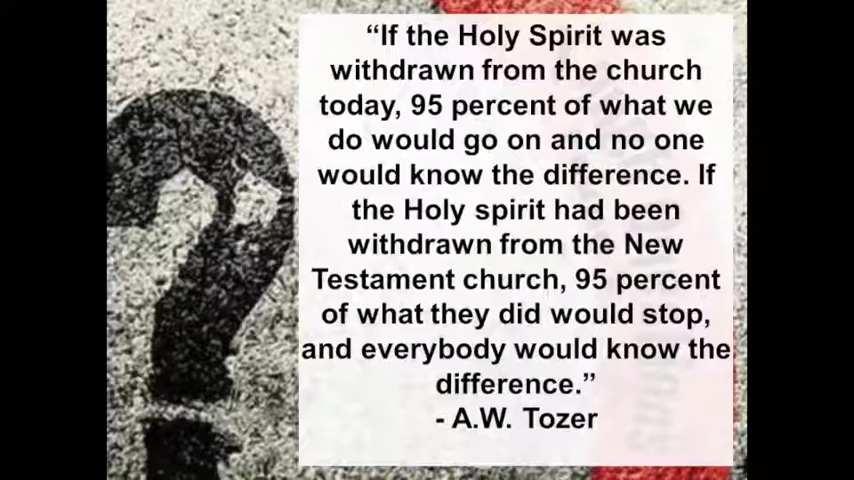 “If the Holy Spirit was
withdrawn from the church
today, 95 percent of what we
do would go on and no one
would know the difference. If
the Holy spirit had been
withdrawn from the New
Testament church, 95 percent
of what they did would stop,
and everybody would know the
difference.”
- A.W. Tozer